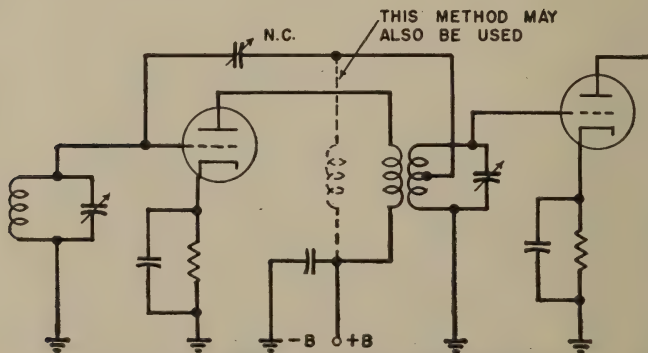 THIS METHOD MAY
ALSO BE USED
N.C.
-B +B